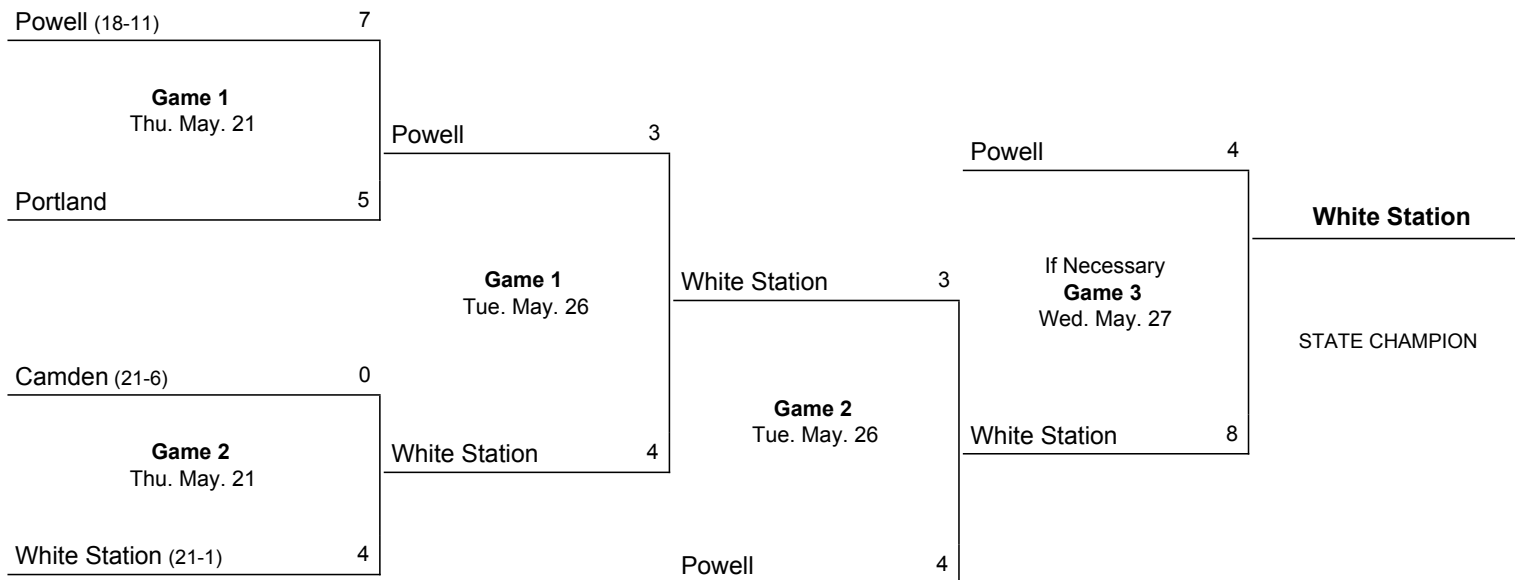 Powell (18-11) 7
Game 1
Thu. May. 21
Portland 5
Camden (21-6) 0
Game 2
Thu. May. 21
White Station (21-1) 4
Powell 3
Game 1
Tue. May. 26
White Station 4
White Station 3
Game 2
Tue. May. 26
Powell 4
Powell 4
If Necessary
Game 3
Wed. May. 27
White Station 8
White Station
STATE CHAMPION